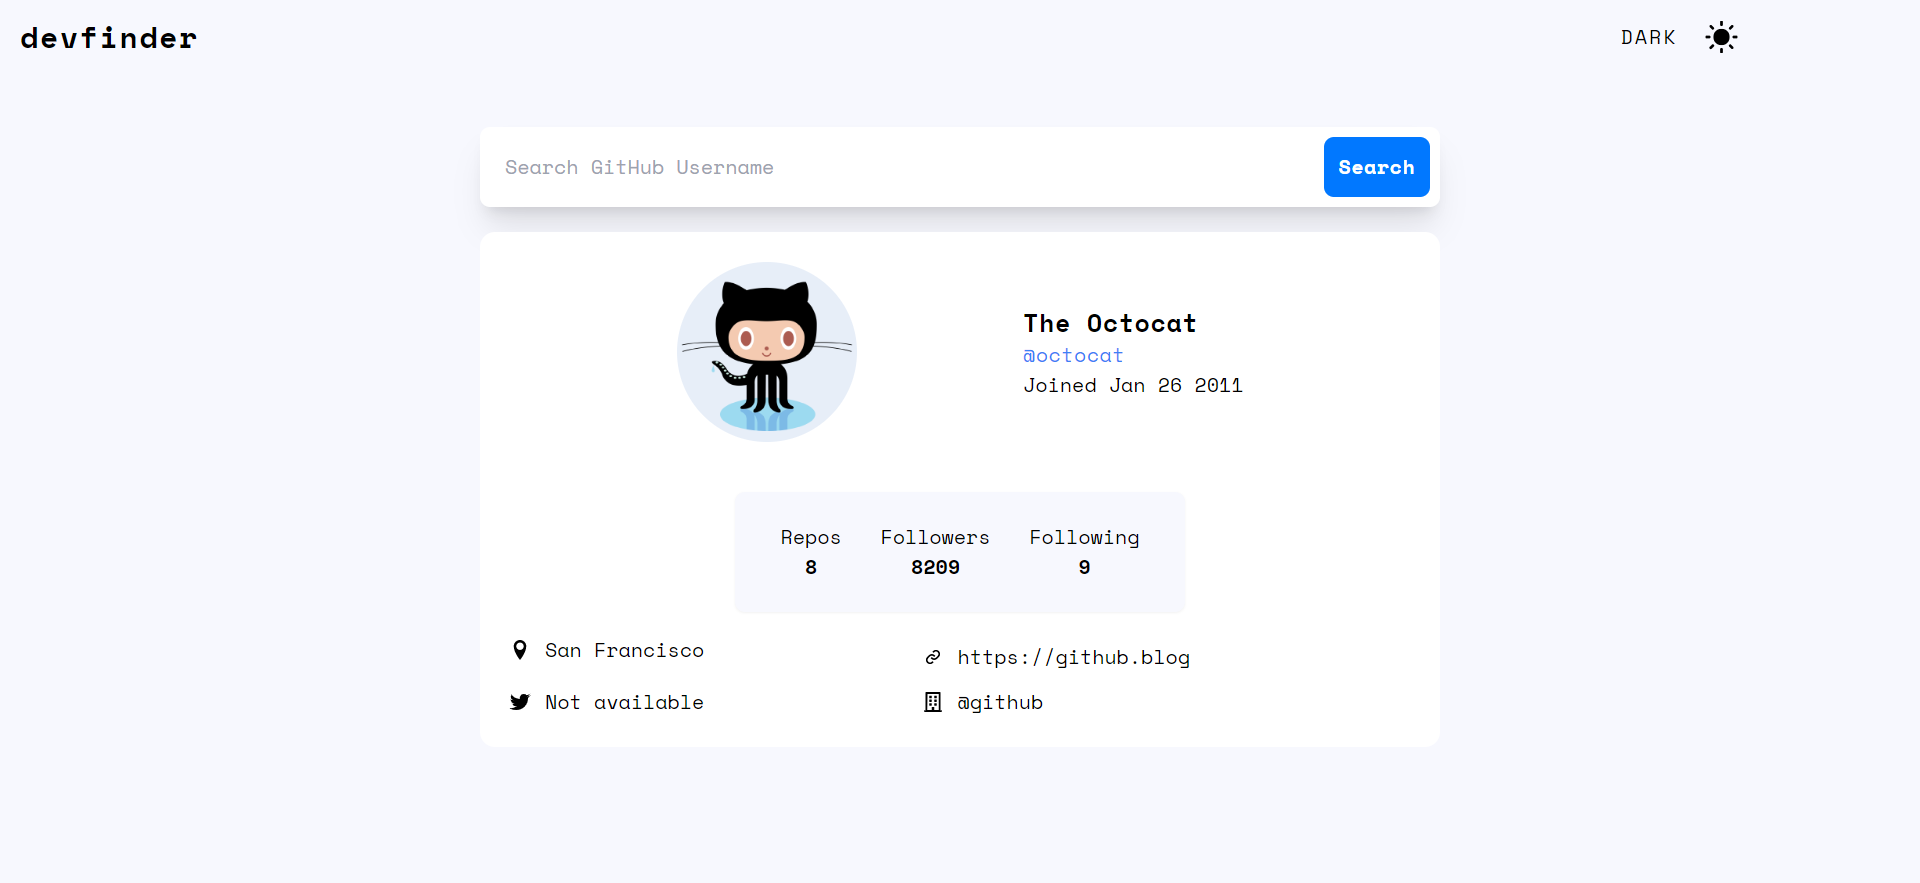 devfinder
DARK
Search GitHub Username
Search
The Octocat
@octocat
Joined Jan 26 2011
Repos Followers Following
8 8209 9
San Francisco
https://github.blog
Not available
@github